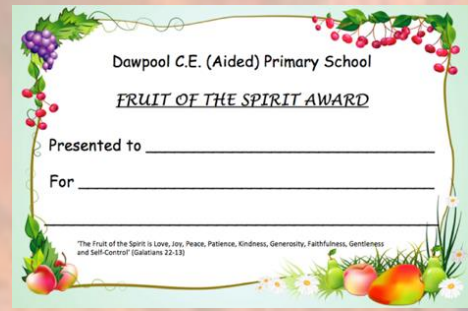 Dawpool C.E. (Aided) Primary School
FRUIT OF THE SPIRIT AWARD
Presented to
For
'The Fruit of the Spirit is Love, Joy, Peace, Patience, Kindness, Generosity, Faithfulness, Gentleness
and Self-Control' (Galatians 22-13)